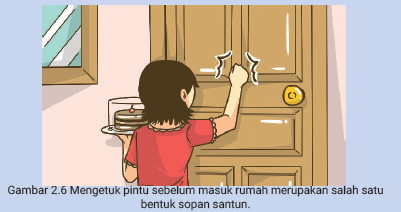 Gambar 2.6 Mengetuk pintu sebelum masuk rumah merupakan salah satu
bentuk sopan santun.